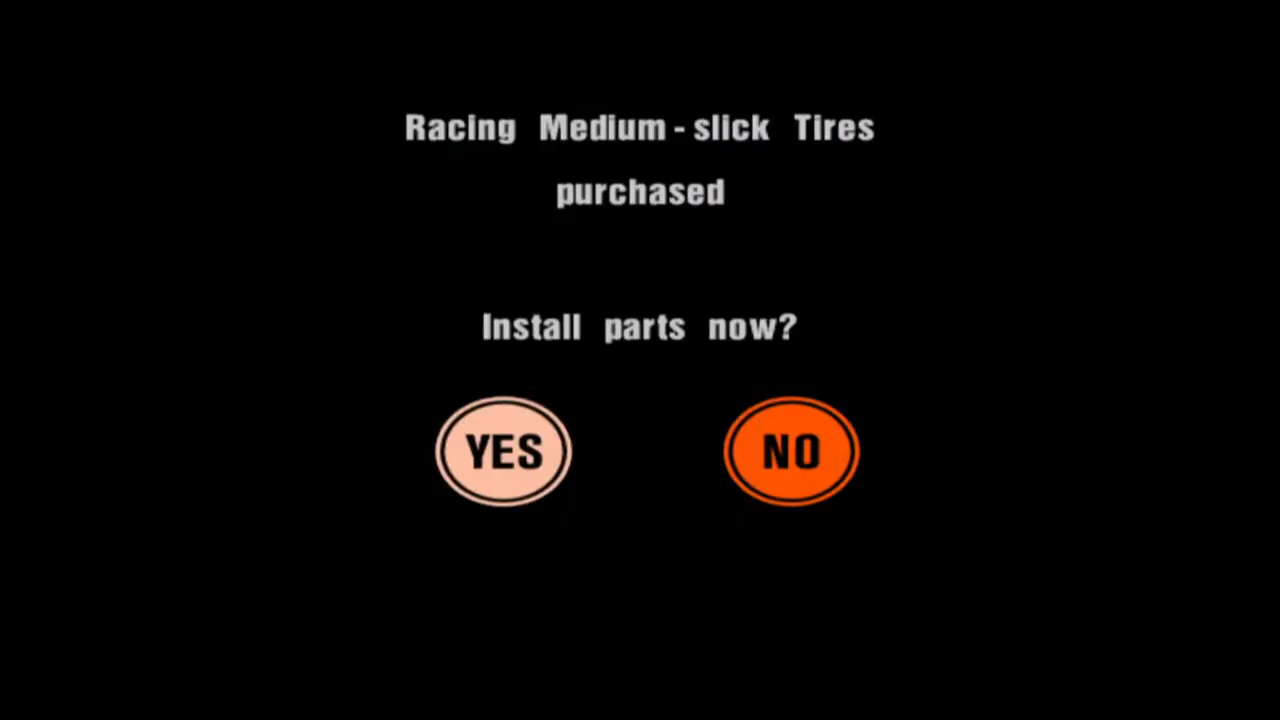 Racing Medium-slick Tires
purchased
Install parts now?
YES NO